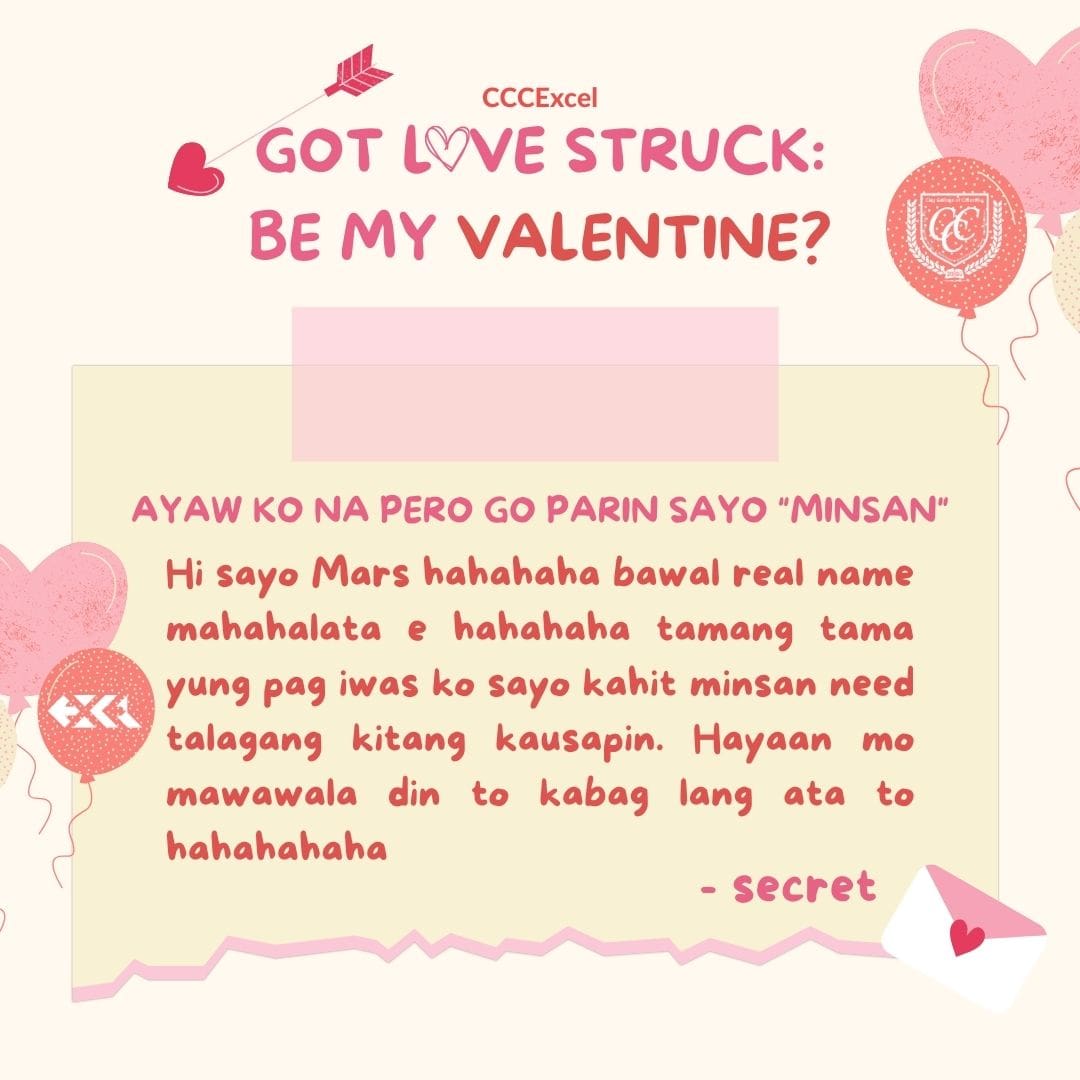 CCCExcel
GOT LOVE STRUCK:
BE MY VALENTINE?
CCC
AYAW KO NA PERO GO PARIN SAYO "MINSAN"
Hi sayo Mars hahahaha bawal real name
mahahalata e hahahaha tamang tama
yung pag iwas ko sayo kahit minsan need
talagang kitang kausapin. Hayaan mo
mawawala din to kabag lang ata to
hahahahaha
- secret